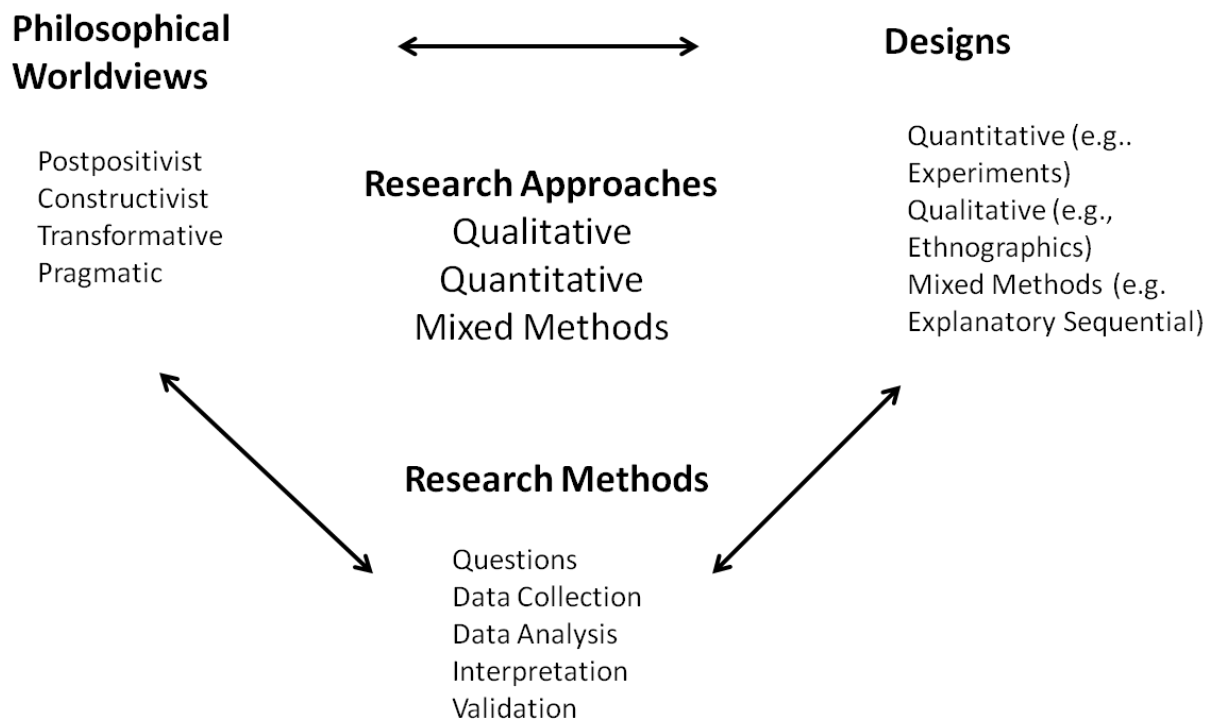 Philosophical
Worldviews
Postpositivist
Constructivist
Transformative
Pragmatic
Research Approaches
Qualitative
Quantitative
Mixed Methods
Designs
Quantitative (e.g..
Experiments)
Qualitative (e.g.,
Ethnographics)
Mixed Methods (e.g.
Explanatory Sequential)
Research Methods
Questions
Data Collection
Data Analysis
Interpretation
Validation